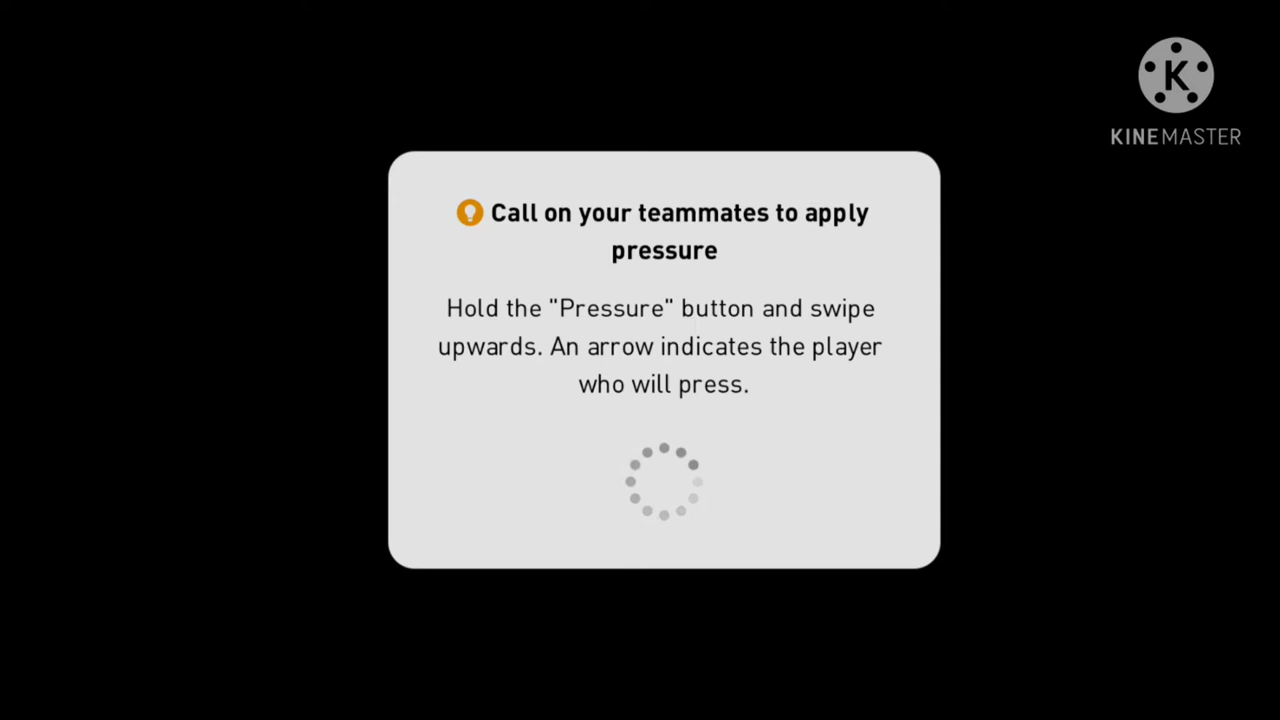 K
KINEMASTER
Call on your teammates to apply
pressure
Hold the "Pressure" button and swipe
upwards. An arrow indicates the player
who will press.